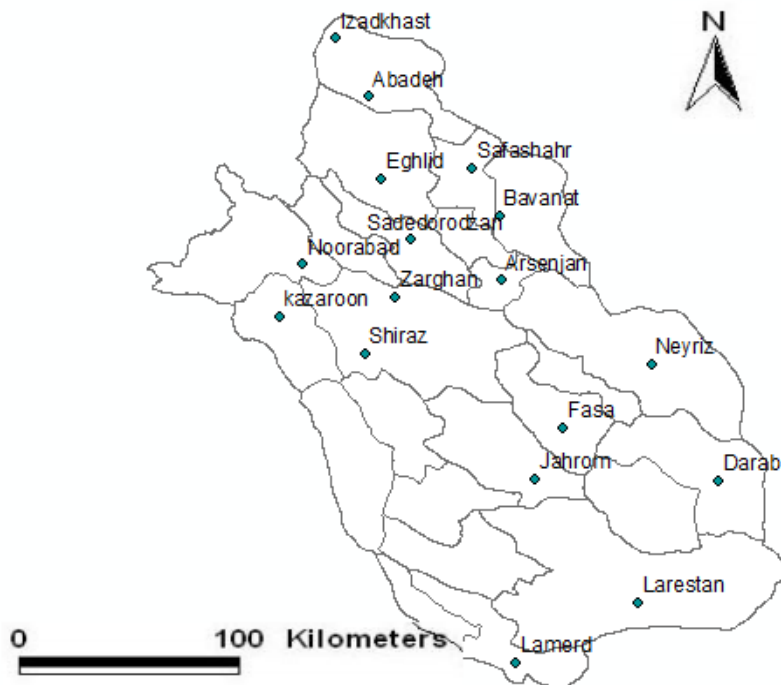 Izadkhast
N
Abadeh
Safashahr
Eghlid
Bavanat
Sadedorodzan
Noorabad
Arsenjan
Zarghan
kazaroon
Shiraz
Neyriz
Fasa
Jahrom
Darab
Larestan
0 100 Kilometers
Lamerd